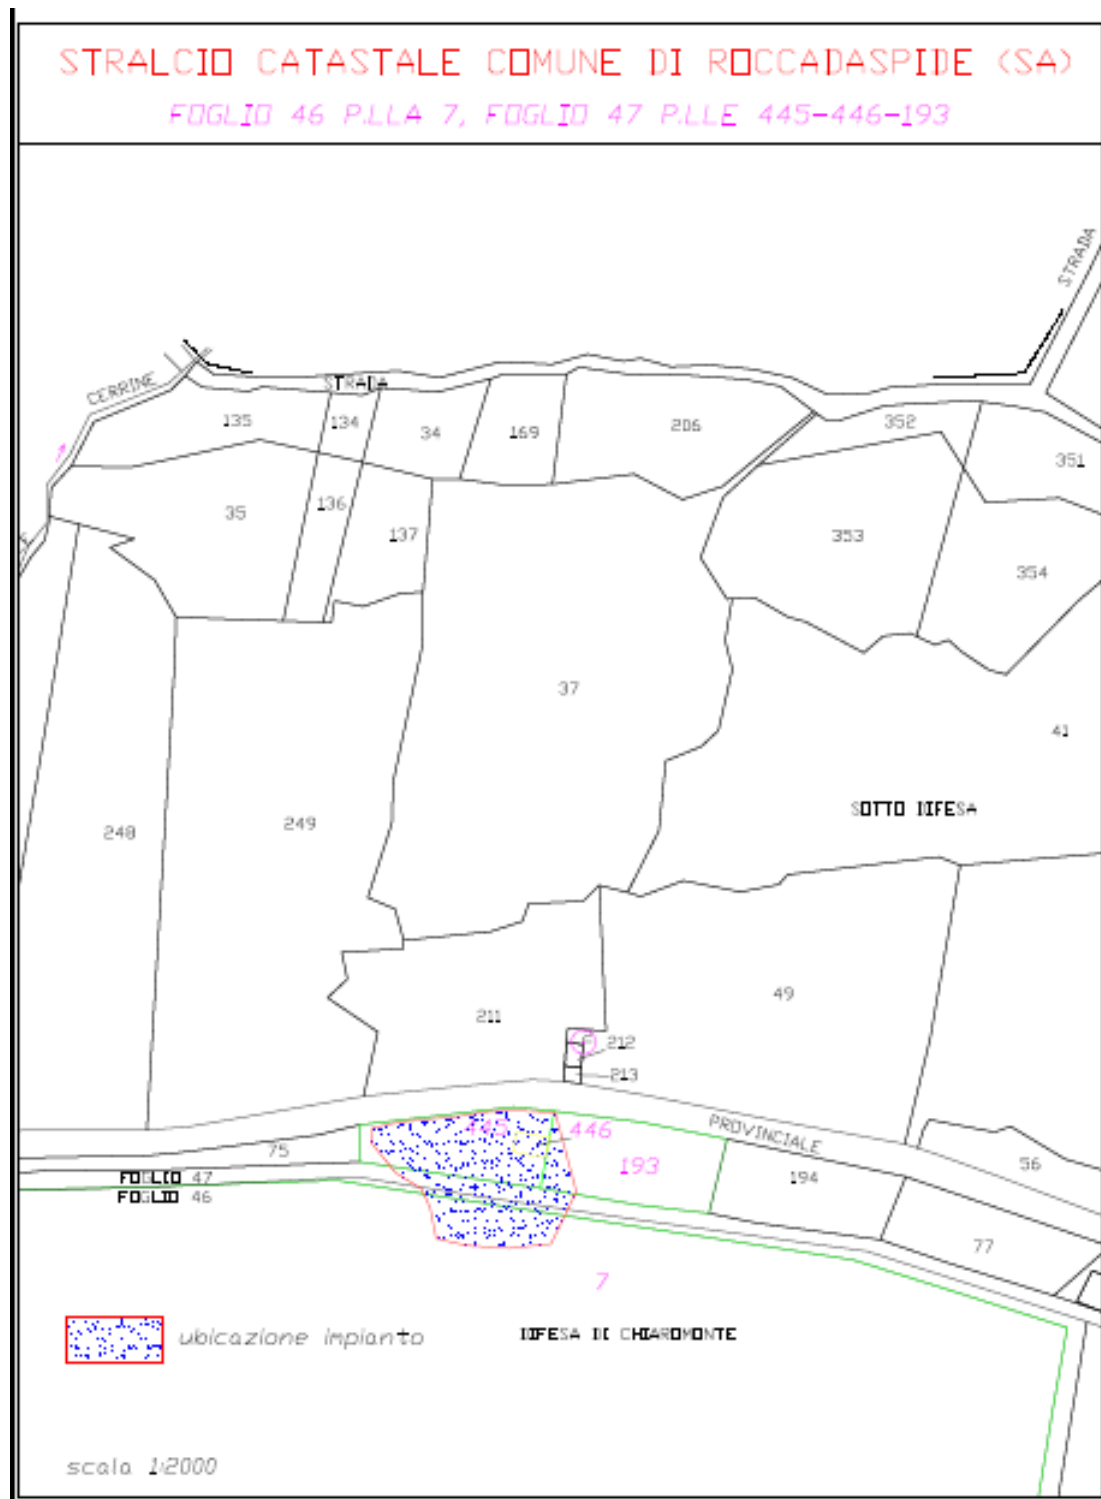 STRALCIO CATASTALE COMUNE DI ROCCADASPIDE (SA)
FOGLIO 46 P.LLA 7, FOGLIO 47 P.LLE 445-446-193
STRADA
CERRINE
STRADA
135
134
34
169
206
352
351
35
136
137
353
354
37
41
248
249
SOTTO DIFESA
49
211
212
213
445
446
PROVINCIALE
75
193
194
56
FOGLIO 47
FOGLIO 46
77
7
ubicazione impianto
DIFESA DI CHIAROMONTE
scala 1:2000